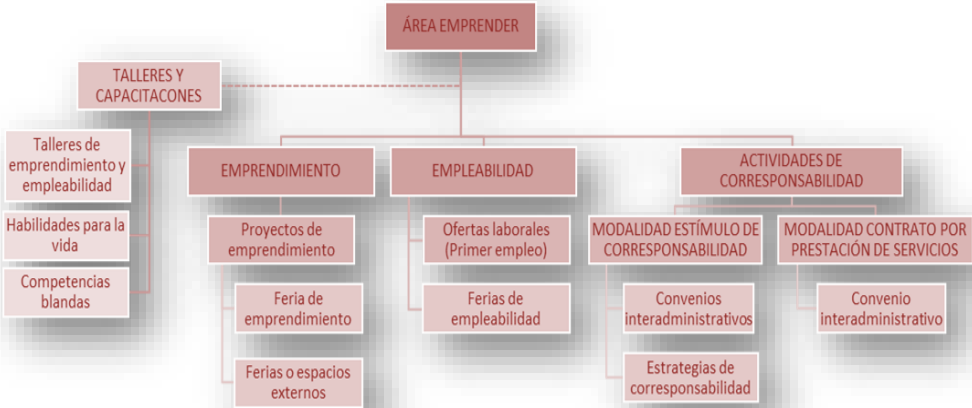 ÁREA EMPRENDER
TALLERES Y
CAPACITACONES
Talleres de
emprendimiento y
empleabilidad
Habilidades para la
vida
Competencias
blandas
EMPRENDIMIENTO
Proyectos de
emprendimiento
Feria de
emprendimiento
Ferias o espacios
externos
EMPLEABILIDAD
Ofertas laborales
(Primer empleo)
Ferias de
empleabilidad
ACTIVIDADES DE
CORRESPONSABILIDAD
MODALIDAD ESTÍMULO DE
CORRESPONSABILIDAD
Convenios
interadministrativos
Estrategias de
corresponsabilidad
MODALIDAD CONTRATO POR
PRESTACIÓN DE SERVICIOS
Convenio
interadministrativo